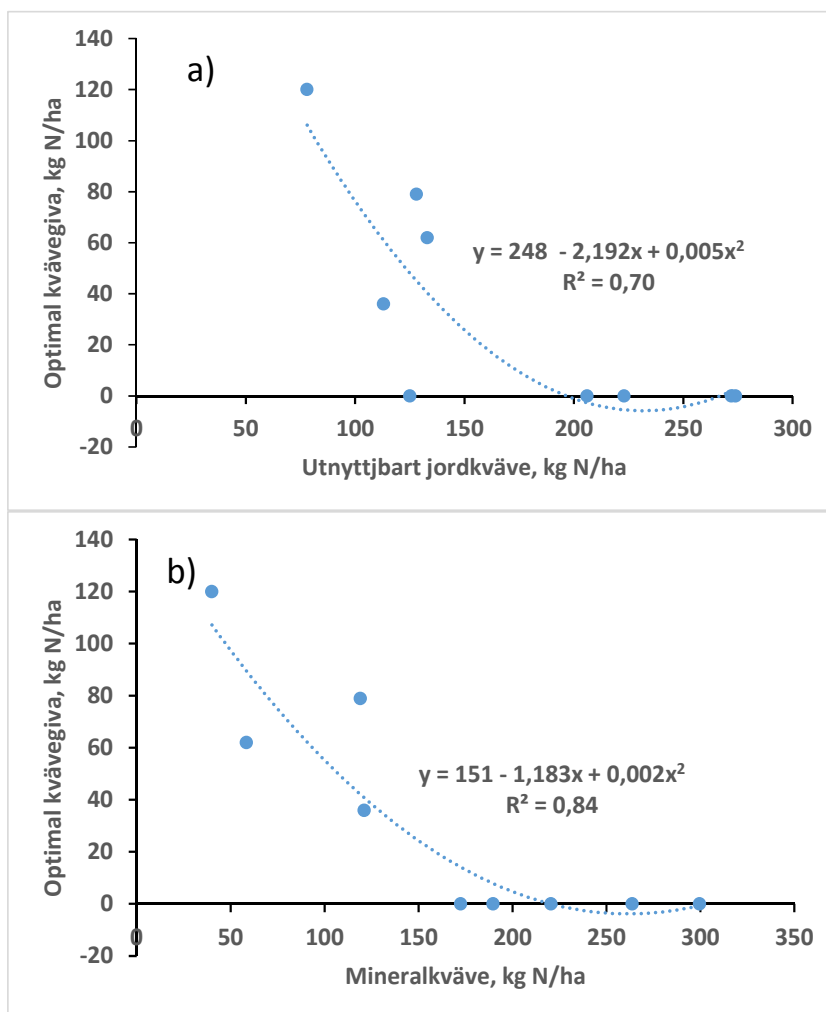 140
a)
120
100
80
60
40
20
0
-20
Optimal kvävegiva, kg N/ha
y = 248 - 2,192x + 0,005x²
R² = 0,70
0 50 100 150 200 250 300
Utnyttjbart jordkväve, kg N/ha
140
b)
120
100
80
60
40
20
0
-20
Optimal kvävegiva, kg N/ha
y = 151 - 1,183x + 0,002x²
R² = 0,84
0 50 100 150 200 250 300 350
Mineralkväve, kg N/ha